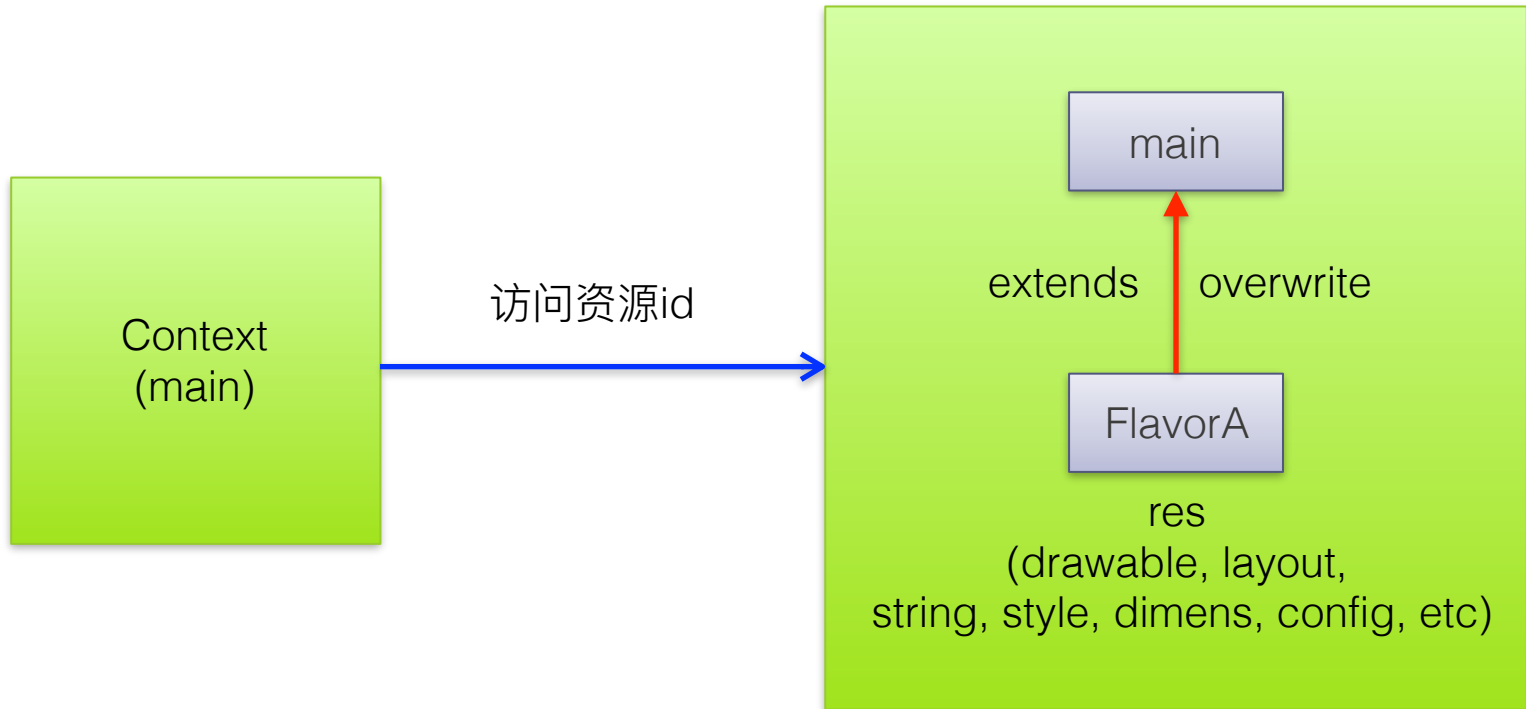 Context
(main)
访问资源id
main
extends
overwrite
FlavorA
res
(drawable, layout,
string, style, dimens, config, etc)